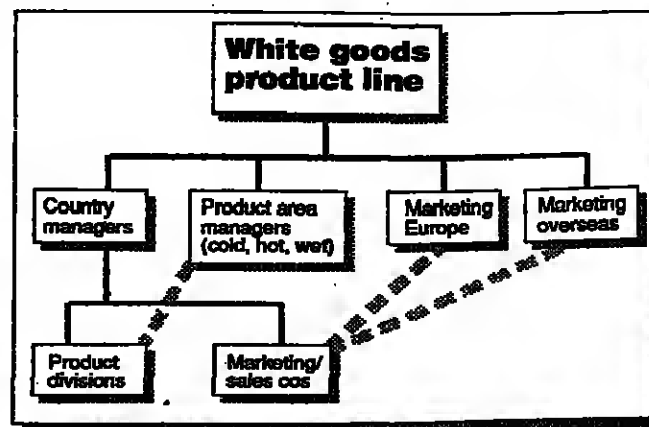 White goods
product line
Country
managers
Product area
managers
(cold, hot, wet)
Marketing
Europe
Marketing
overseas
Product
divisions
Marketing/
sales cos